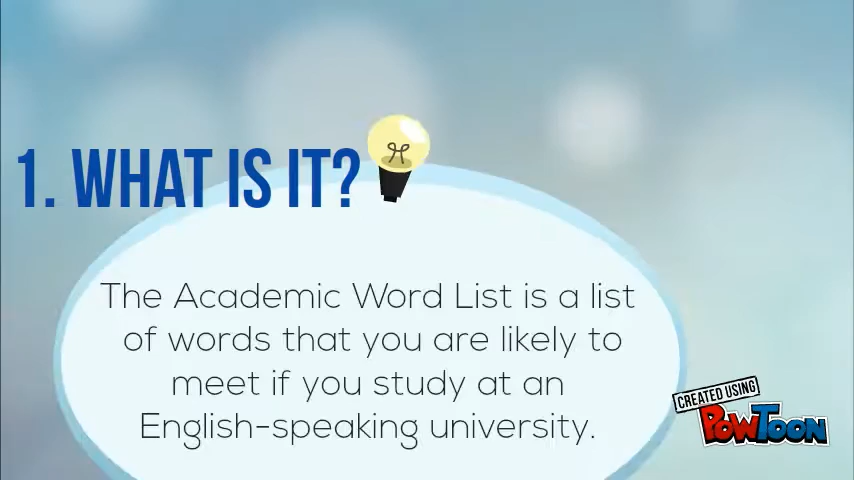 1. WHAT IS IT?
The Academic Word List is a list
of words that you are likely to
meet if you study at an
English-speaking university.
CREATED USING
POWTOON